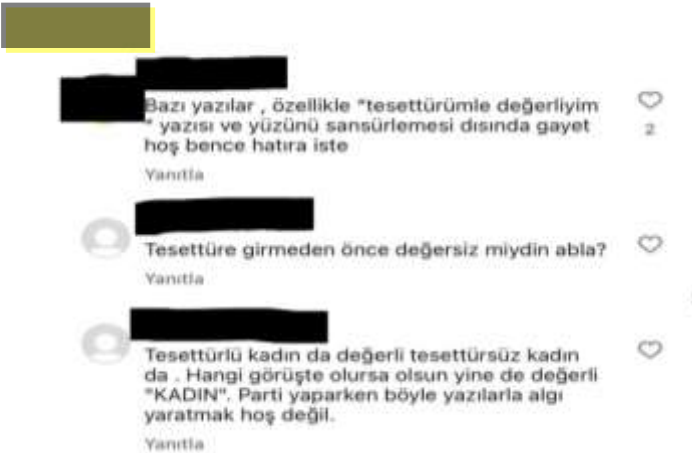 Bazı yazılar , özellikle "tesettürümle değerliyim
" yazısı ve yüzünü sansürlemesi dısında gayet
hoş bence hatıra iste
2
Yanıtla
Tesettüre girmeden önce değersiz miydin abla?
Yanıtla
Tesettürlü kadın da değerli tesettürsüz kadın
da . Hangi görüşte olursa olsun yine de değerli
"KADIN". Parti yaparken böyle yazılarla algı
yaratmak hoş değil.
Yanıtla